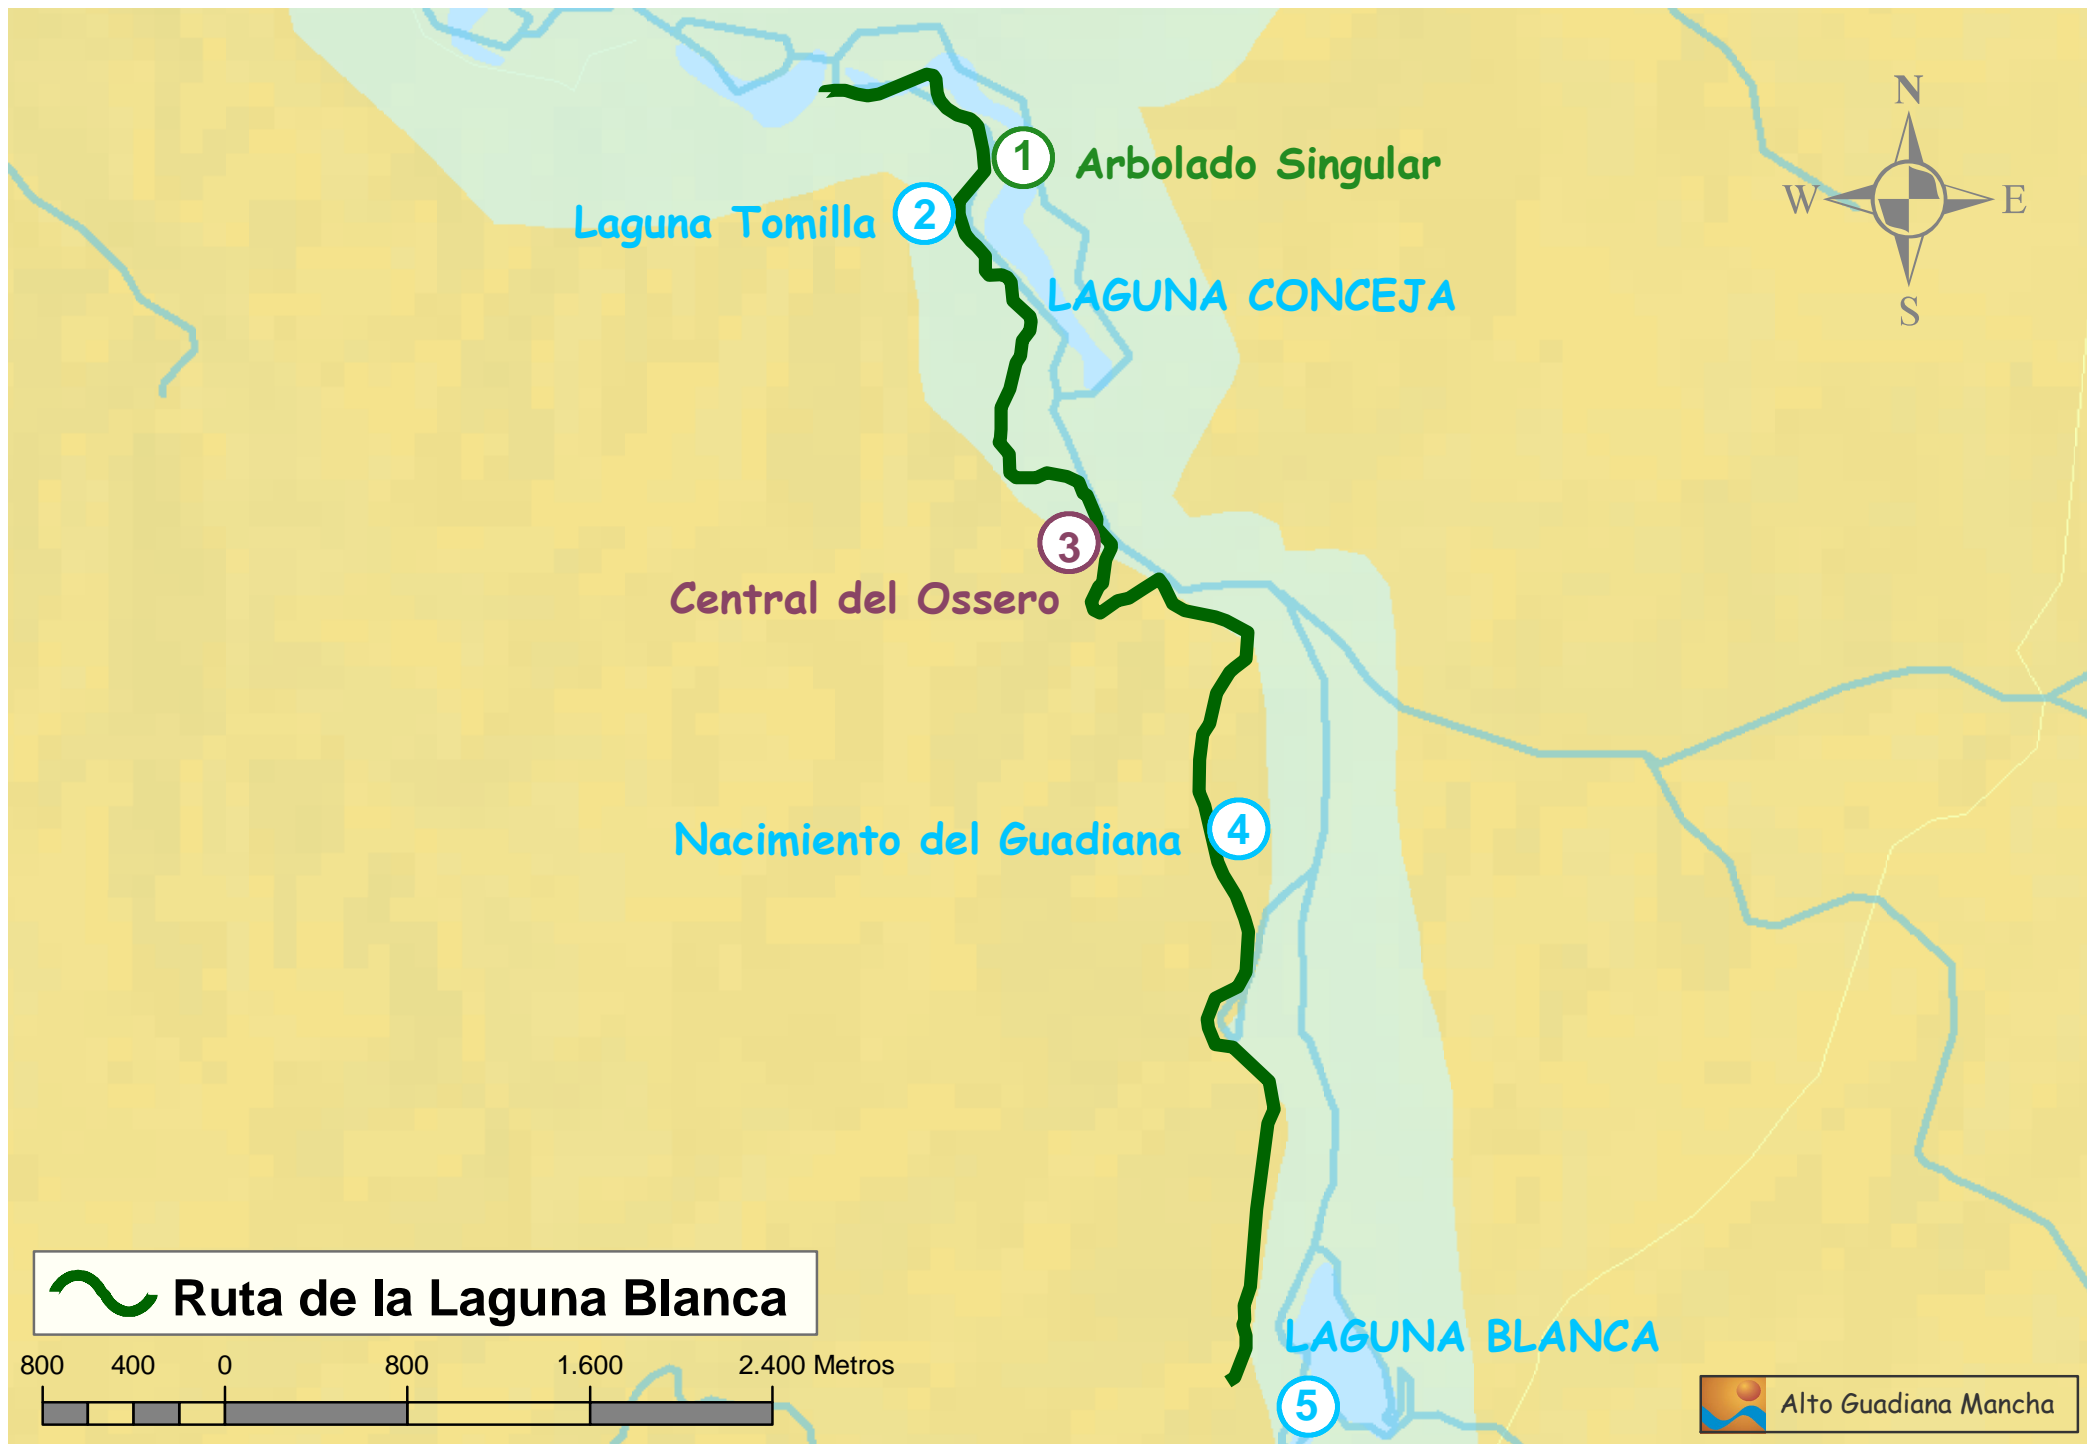 N
W E
S
1 Arbolado Singular
Laguna Tomilla 2
LAGUNA CONCEJA
3
Central del Ossero
Nacimiento del Guadiana 4
Ruta de la Laguna Blanca
LAGUNA BLANCA
5
800 400 0 800 1.600 2.400 Metros
Alto Guadiana Mancha